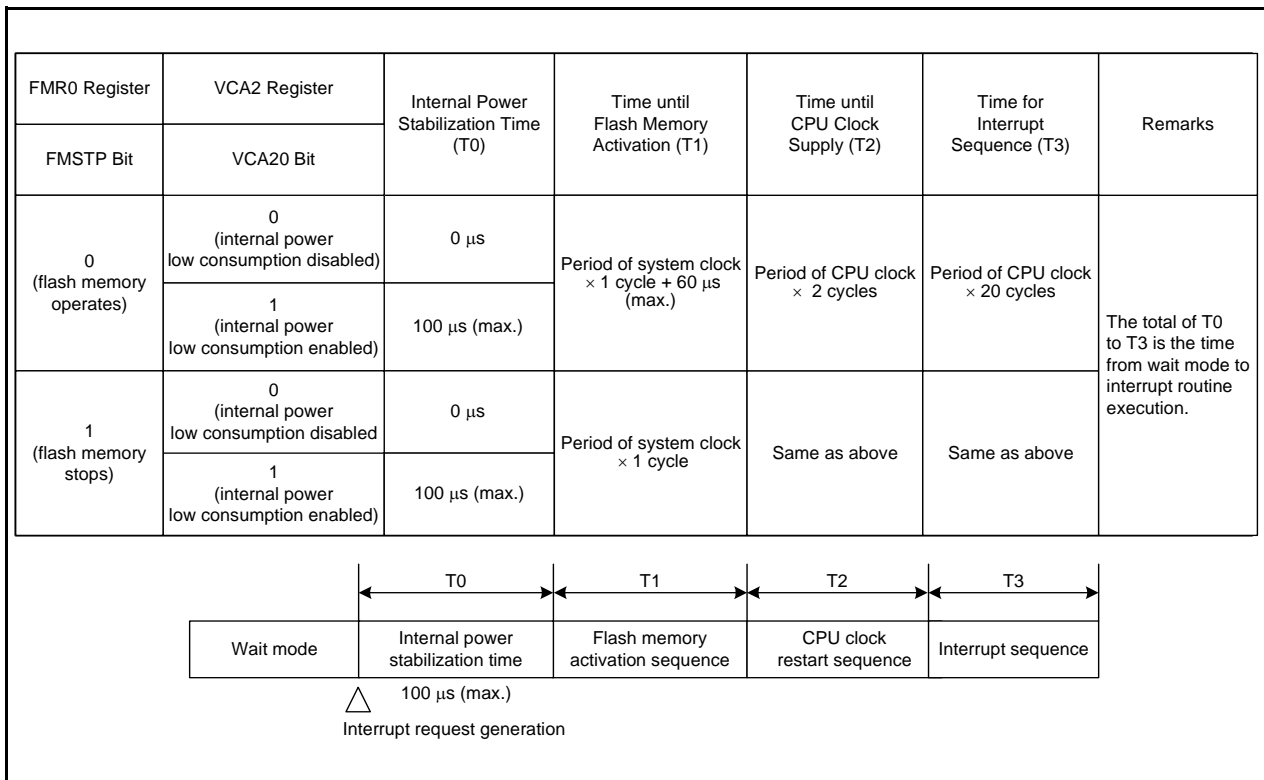 FMR0 Register
VCA2 Register
Internal Power
Stabilization Time
(T0)
Time until
Flash Memory
Activation (T1)
Time until
CPU Clock
Supply (T2)
Time for
Interrupt
Sequence (T3)
Remarks
FMSTP Bit
VCA20 Bit
0
(flash memory
operates)
0
(internal power
low consumption disabled)
0 μs
Period of system clock
× 1 cycle + 60 μs
(max.)
Period of CPU clock
× 2 cycles
Period of CPU clock
× 20 cycles
The total of T0
to T3 is the time
from wait mode to
interrupt routine
execution.
1
(internal power
low consumption enabled)
100 μs (max.)
1
(flash memory
stops)
0
(internal power
low consumption disabled
0 μs
Period of system clock
× 1 cycle
Same as above
Same as above
1
(internal power
low consumption enabled)
100 μs (max.)
T0
T1
T2
T3
Wait mode
Internal power
stabilization time
Flash memory
activation sequence
CPU clock
restart sequence
Interrupt sequence
100 μs (max.)
Interrupt request generation